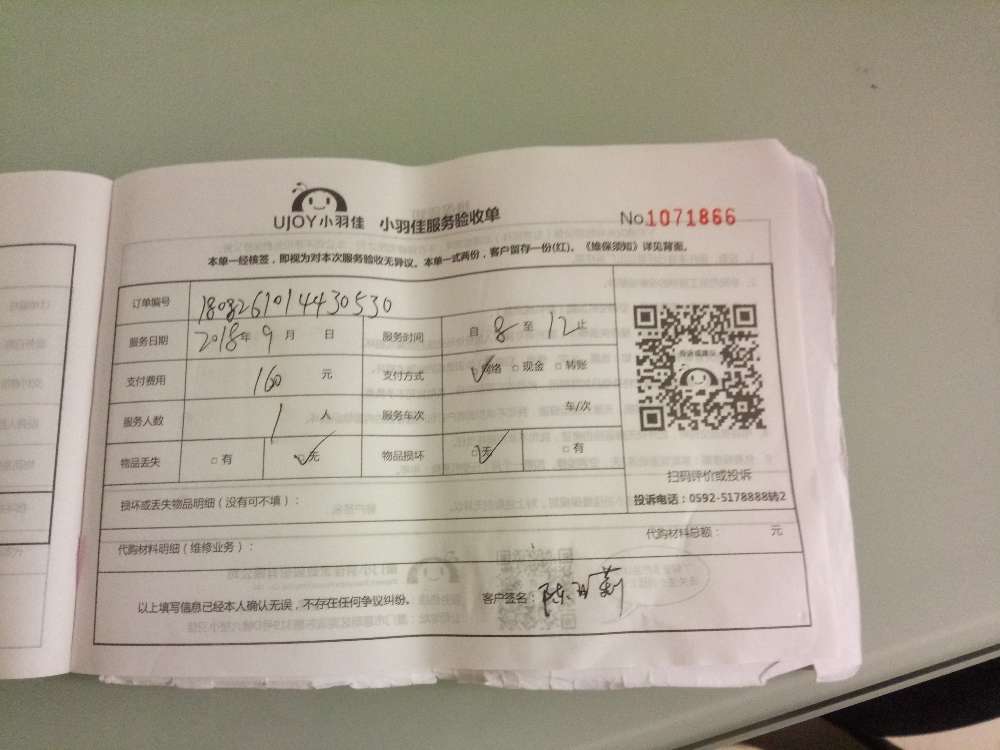 UJOY小羽佳 小羽佳服务验收单 No.1071866
本单一经核签，即视为对本次服务验收无异议。本单一式两份，客户留存一份(红)。《维保须知》详见背面。
订单编号 1808261014430530
服务日期 2018年9月 日 服务时间 自8至12止
支付费用 160 元 支付方式 网络 □现金 □转账
服务人数 1 人 服务车次 车/次
物品丢失 □有 □无 物品损坏 □无 □有
扫码评价或投诉
投诉电话：0592-5178888转2
损坏或丢失物品明细（没有可不填）：
代购材料明细（维修业务）： 代购材料总额： 元
以上填写信息已经本人确认无误，不存在任何争议纠纷。 客户签名：陈莉